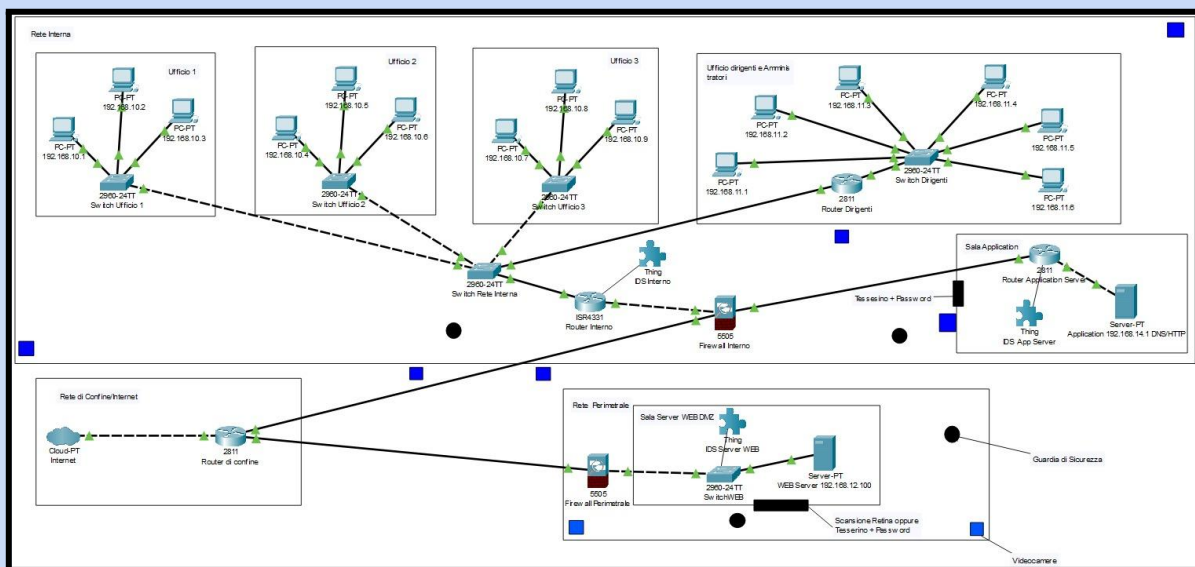 Rete Interna
Ufficio 1
PC-PT
192.168.10.2
PC-PT
192.168.10.1
PC-PT
192.168.10.3
2960-24TT
Switch Ufficio 1
Ufficio 2
PC-PT
192.168.10.5
PC-PT
192.168.10.4
PC-PT
192.168.10.6
2960-24TT
Switch Ufficio 2
Ufficio 3
PC-PT
192.168.10.8
PC-PT
192.168.10.7
PC-PT
192.168.10.9
2960-24TT
Switch Ufficio 3
Ufficio dirigenti e Amminis
tratori
PC-PT
192.168.11.3
PC-PT
192.168.11.4
PC-PT
192.168.11.2
PC-PT
192.168.11.5
PC-PT
192.168.11.1
PC-PT
192.168.11.6
2960-24TT
Switch Dirigenti
2811
Router Dirigenti
2960-24TT
Switch Rete Interna
Thing
IDS Interno
ISR4331
Router Interno
5505
Firewall Interno
Sala Application
2811
Router Application Server
Tesserino + Password
Thing
IDS App Server
Server-PT
Application 192.168.14.1 DNS/HTTP
Rete di Confine/Internet
Cloud-PT
Internet
2811
Router di confine
Rete Perimetrale
Sala Server WEB DMZ
Thing
IDS Server WEB
5505
Firewall Perimetrale
2960-24TT
SwitchWEB
Server-PT
WEB Server 192.168.12.100
Guardia di Sicurezza
Scansione Retina oppure
Tesserino + Password
Videocamere